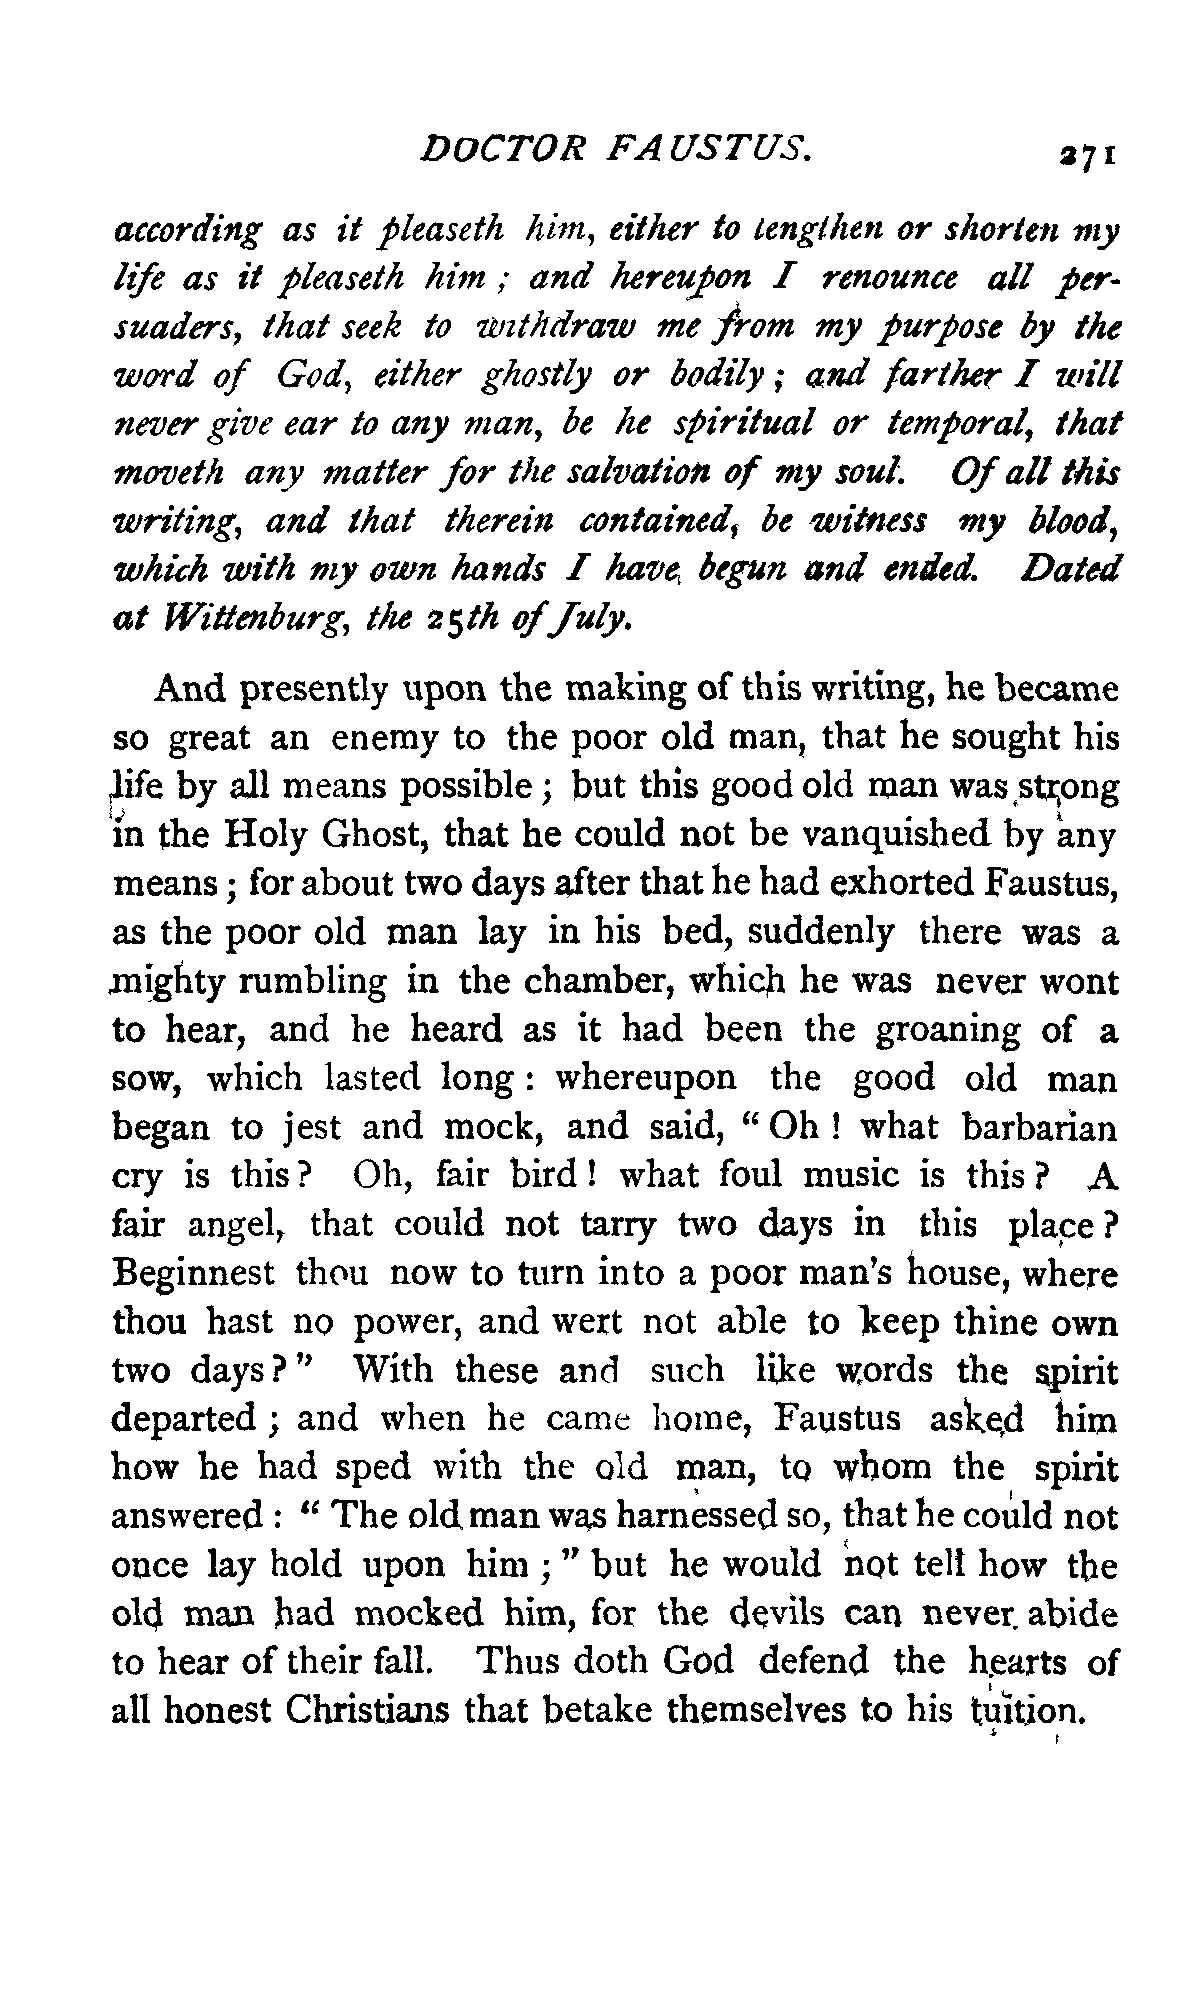 DOCTOR FAUSTUS. 271
according as it pleaseth him, either to lengthen or shorten my
life as it pleaseth him ; and hereupon I renounce all per-
suaders, that seek to withdraw me from my purpose by the
word of God, either ghostly or bodily ; and farther I will
never give ear to any man, be he spiritual or temporal, that
moveth any matter for the salvation of my soul. Of all this
writing, and that therein contained, be witness my blood,
which with my own hands I have begun and ended. Dated
at Wittenburg, the 25th of July.
And presently upon the making of this writing, he became
so great an enemy to the poor old man, that he sought his
life by all means possible ; but this good old man was strong
in the Holy Ghost, that he could not be vanquished by any
means ; for about two days after that he had exhorted Faustus,
as the poor old man lay in his bed, suddenly there was a
mighty rumbling in the chamber, which he was never wont
to hear, and he heard as it had been the groaning of a
sow, which lasted long : whereupon the good old man
began to jest and mock, and said, “ Oh ! what barbarian
cry is this ? Oh, fair bird ! what foul music is this ? A
fair angel, that could not tarry two days in this place ?
Beginnest thou now to turn into a poor man's house, where
thou hast no power, and wert not able to keep thine own
two days ? ” With these and such like words the spirit
departed ; and when he came home, Faustus asked him
how he had sped with the old man, to whom the spirit
answered : “ The old man was harnessed so, that he could not
once lay hold upon him ; ” but he would not tell how the
old man had mocked him, for the devils can never abide
to hear of their fall. Thus doth God defend the hearts of
all honest Christians that betake themselves to his tuition.